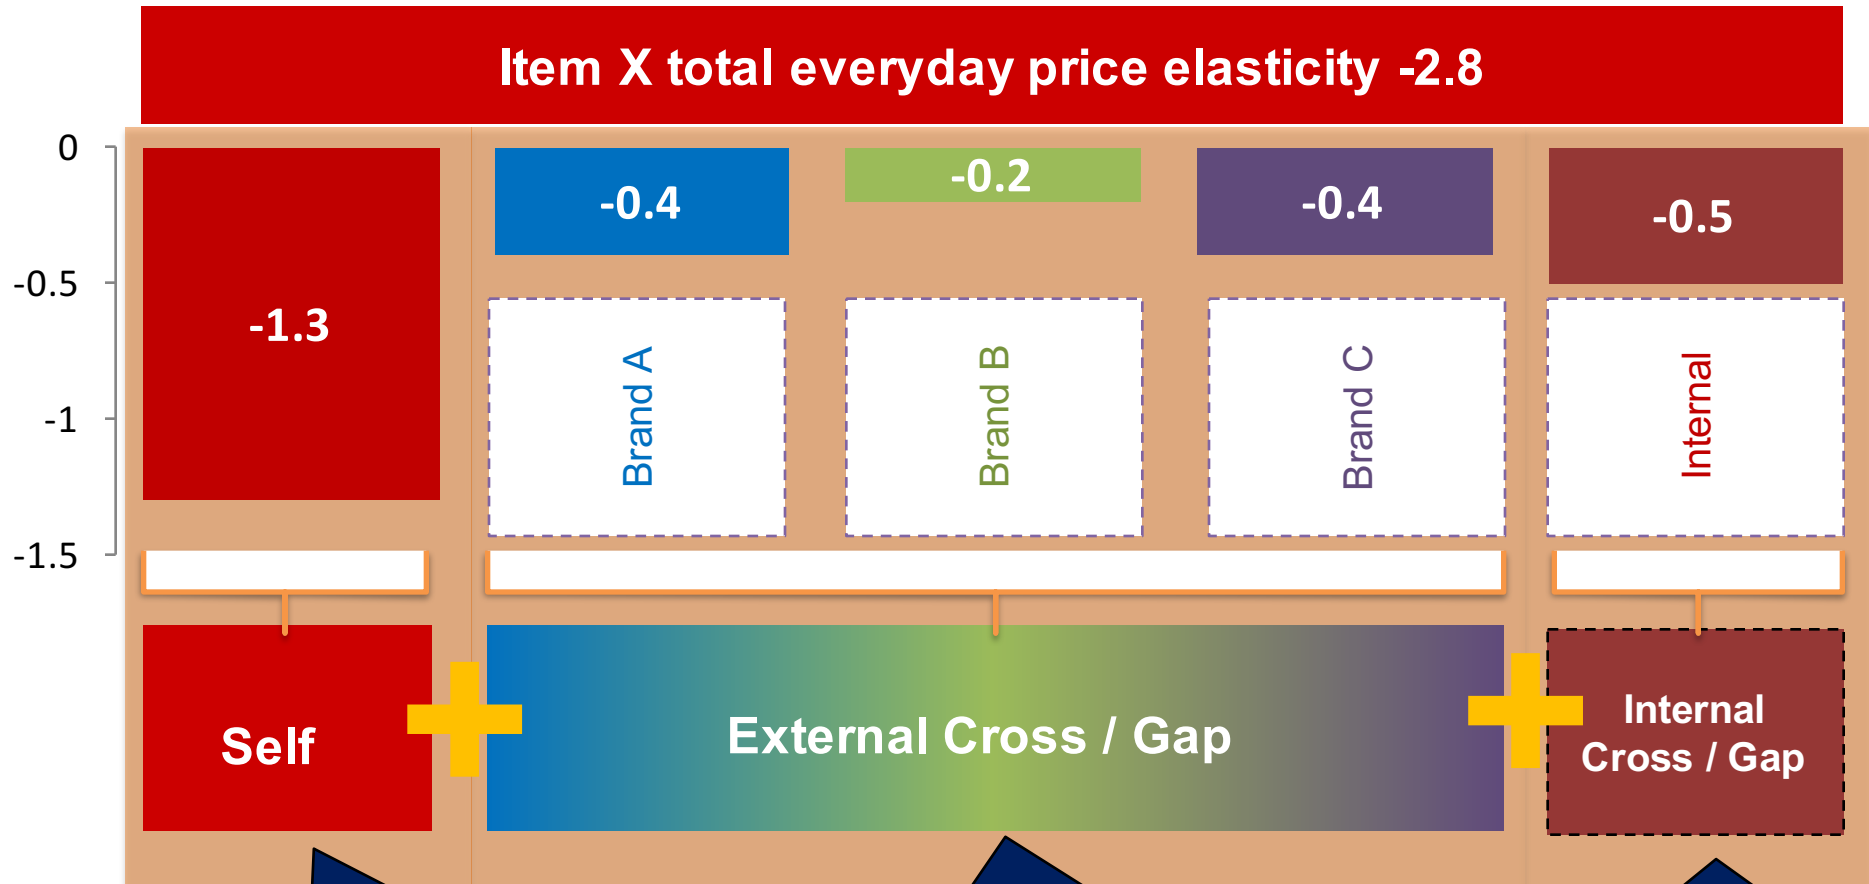 Item X total everyday price elasticity -2.8
0
-0.5
-1
-1.5
-1.3
-0.4
-0.2
-0.4
-0.5
Brand A
Brand B
Brand C
Internal
Self
External Cross / Gap
Internal
Cross / Gap